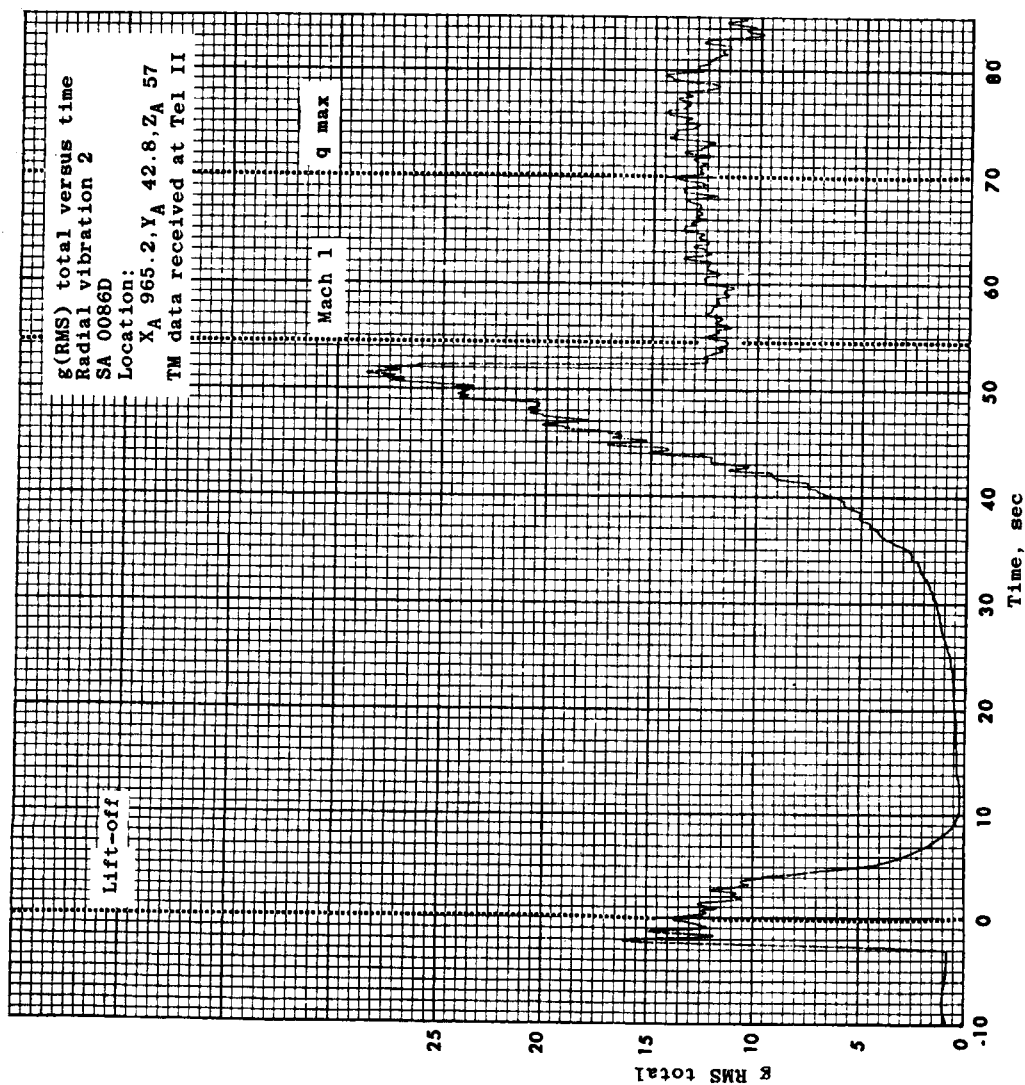 g(RMS) total versus time
Radial vibration 2
SA 0086D
Location:
XA 965.2, YA 42.8, ZA 57
TM data received at Tel II
Lift-off
Mach 1
q max
25
20
15
10
5
0
g RMS total
-10
0
10
20
30
40
50
60
70
80
Time, sec